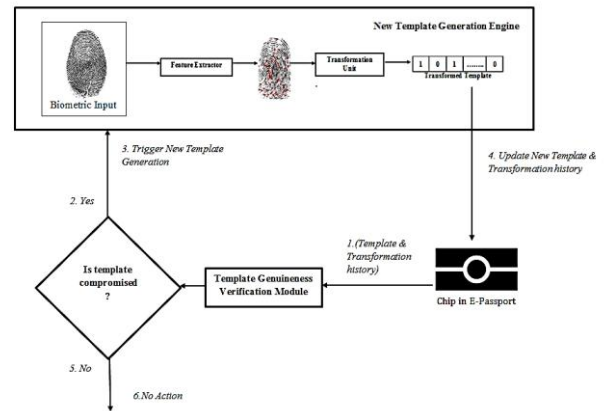 New Template Generation Engine
Feature Extractor
Transformation
Unit
1 0 1 ........ 0
Transformed Template
Biometric Input
3. Trigger New Template
Generation
4. Update New Template &
Transformation history
2. Yes
1.(Template &
Transformation
history)
Is template
compromised
?
Template Genuineness
Verification Module
Chip in E-Passport
5. No
6.No Action